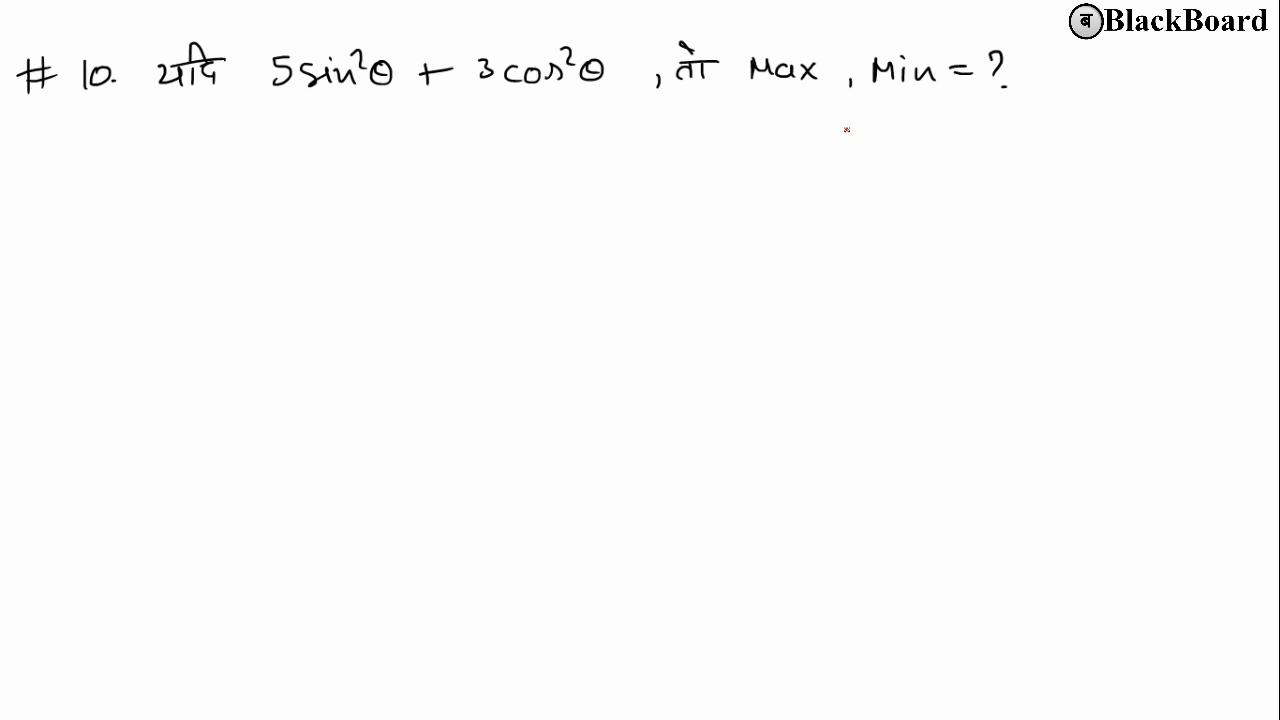 ब BlackBoard
# 10. यदि 5sin²θ + 3cos²θ , तो Max , Min = ?